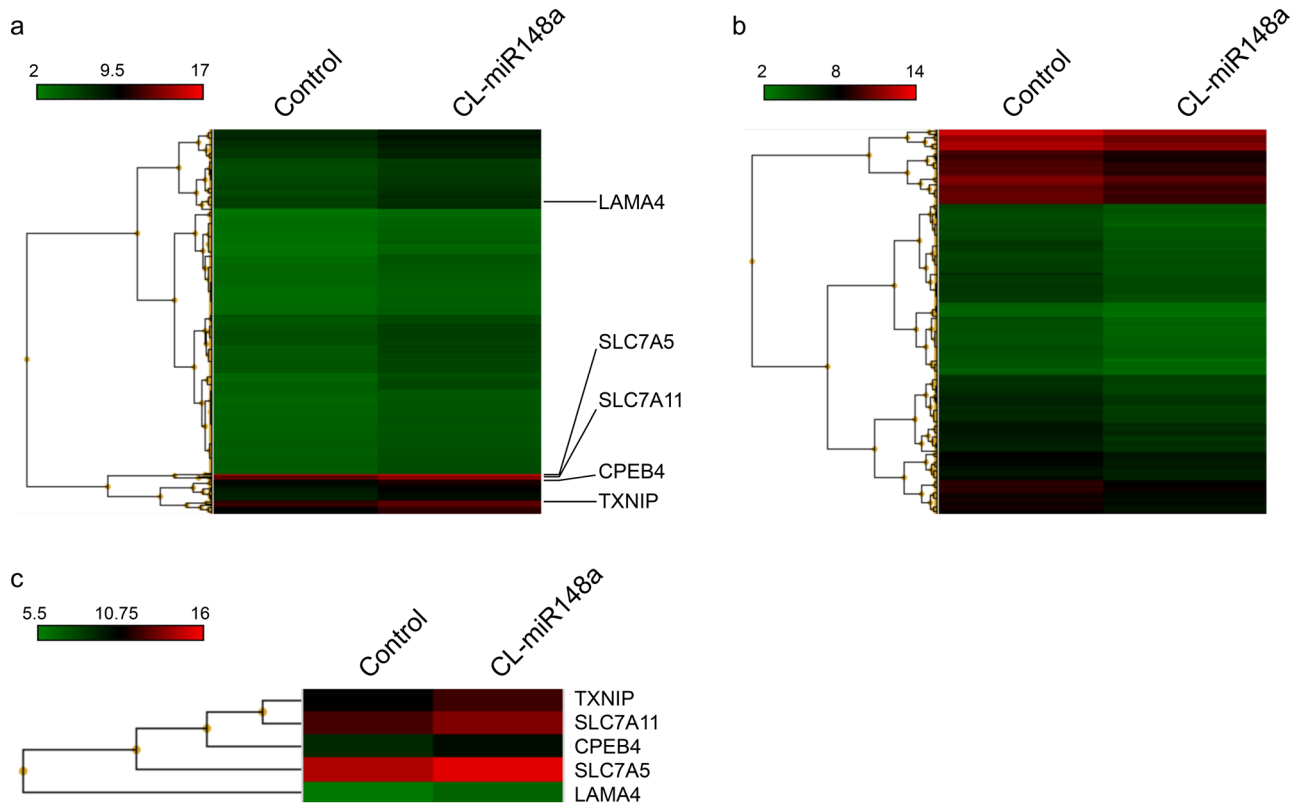 a
2 9.5 17
Control
CL-miR148a
LAMA4
SLC7A5
SLC7A11
CPEB4
TXNIP
b
2 8 14
Control
CL-miR148a
c
5.5 10.75 16
Control
CL-miR148a
TXNIP
SLC7A11
CPEB4
SLC7A5
LAMA4